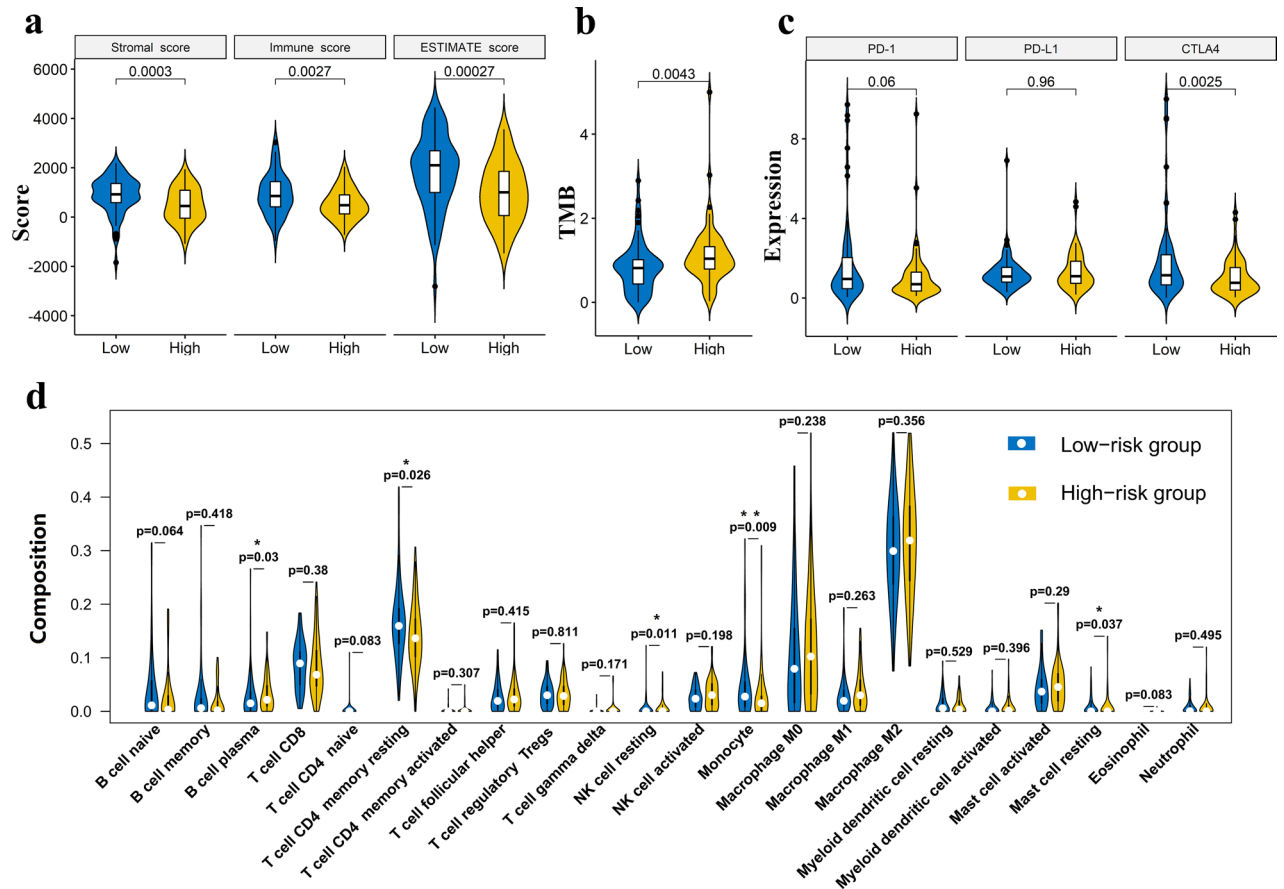 a
b
c
Stromal score
Immune score
ESTIMATE score
PD-1
PD-L1
CTLA4
0.0003
0.0027
0.00027
0.0043
0.06
0.96
0.0025
Score
6000
4000
2000
0
-2000
-4000
TMB
4
2
0
Expression
8
4
0
Low
High
Low
High
Low
High
Low
High
Low
High
Low
High
Low
High
d
Composition
0.5
0.4
0.3
0.2
0.1
0.0
p=0.064
p=0.418
*
p=0.03
p=0.38
p=0.083
*
p=0.026
p=0.307
p=0.415
p=0.811
p=0.171
*
p=0.011
p=0.198
* *
p=0.009
p=0.238
p=0.263
p=0.356
p=0.529
p=0.396
p=0.29
*
p=0.037
p=0.083
p=0.495
Low-risk group
High-risk group
B cell naive
B cell memory
B cell plasma
T cell CD8
T cell CD4 naive
T cell CD4 memory resting
T cell CD4 memory activated
T cell follicular helper
T cell regulatory Tregs
T cell gamma delta
NK cell resting
NK cell activated
Monocyte
Macrophage M0
Macrophage M1
Macrophage M2
Myeloid dendritic cell resting
Myeloid dendritic cell activated
Mast cell activated
Mast cell resting
Eosinophil
Neutrophil